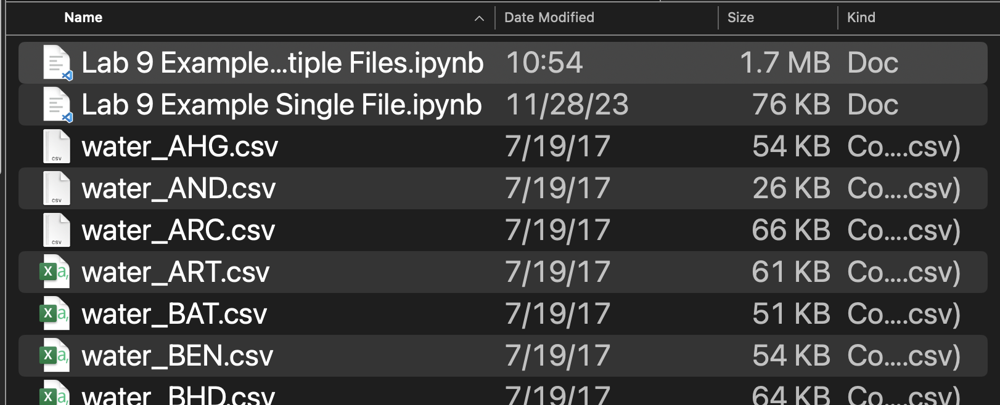 Name Date Modified Size Kind
Lab 9 Example...tiple Files.ipynb 10:54 1.7 MB Doc
Lab 9 Example Single File.ipynb 11/28/23 76 KB Doc
csv water_AHG.csv 7/19/17 54 KB Co....csv)
csv water_AND.csv 7/19/17 26 KB Co....csv)
csv water_ARC.csv 7/19/17 66 KB Co....csv)
X a, water_ART.csv 7/19/17 61 KB Co....csv)
X a, water_BAT.csv 7/19/17 51 KB Co....csv)
X a, water_BEN.csv 7/19/17 54 KB Co....csv)
X a, water_BHD.csv 7/19/17 64 KB Co....csv)